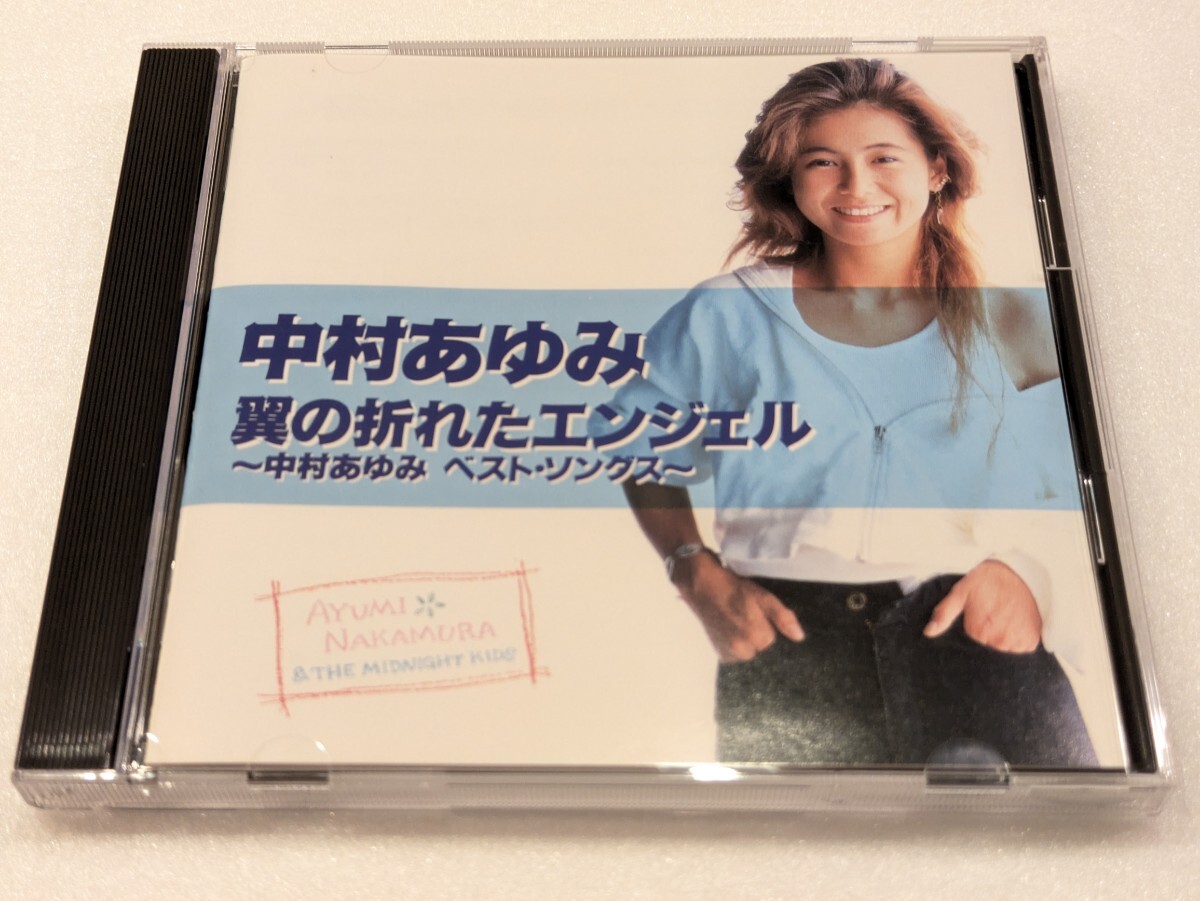 中村あゆみ
翼の折れたエンジェル
～中村あゆみ ベスト・ソングス～
AYUMI
NAKAMURA
& THE MIDNIGHT KIDS